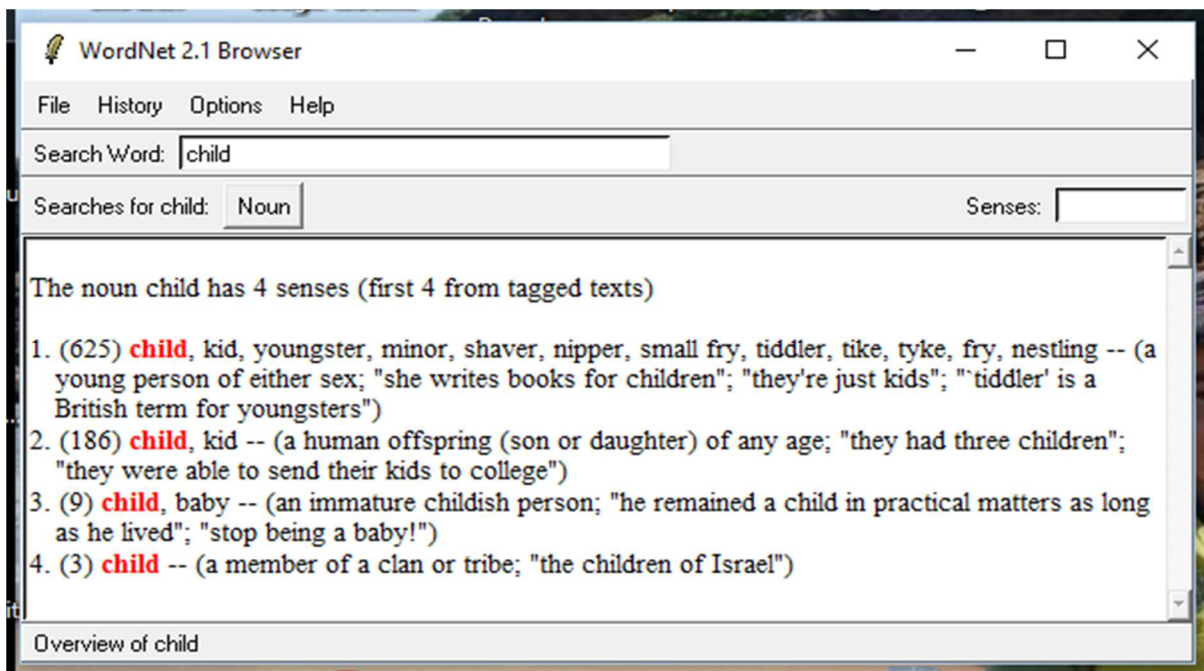 WordNet 2.1 Browser
File History Options Help
Search Word: child
Searches for child: Noun Senses:
The noun child has 4 senses (first 4 from tagged texts)
1. (625) child, kid, youngster, minor, shaver, nipper, small fry, tiddler, tike, tyke, fry, nestling -- (a
young person of either sex; "she writes books for children"; "they're just kids"; "`tiddler' is a
British term for youngsters")
2. (186) child, kid -- (a human offspring (son or daughter) of any age; "they had three children";
"they were able to send their kids to college")
3. (9) child, baby -- (an immature childish person; "he remained a child in practical matters as long
as he lived"; "stop being a baby!")
4. (3) child -- (a member of a clan or tribe; "the children of Israel")
Overview of child